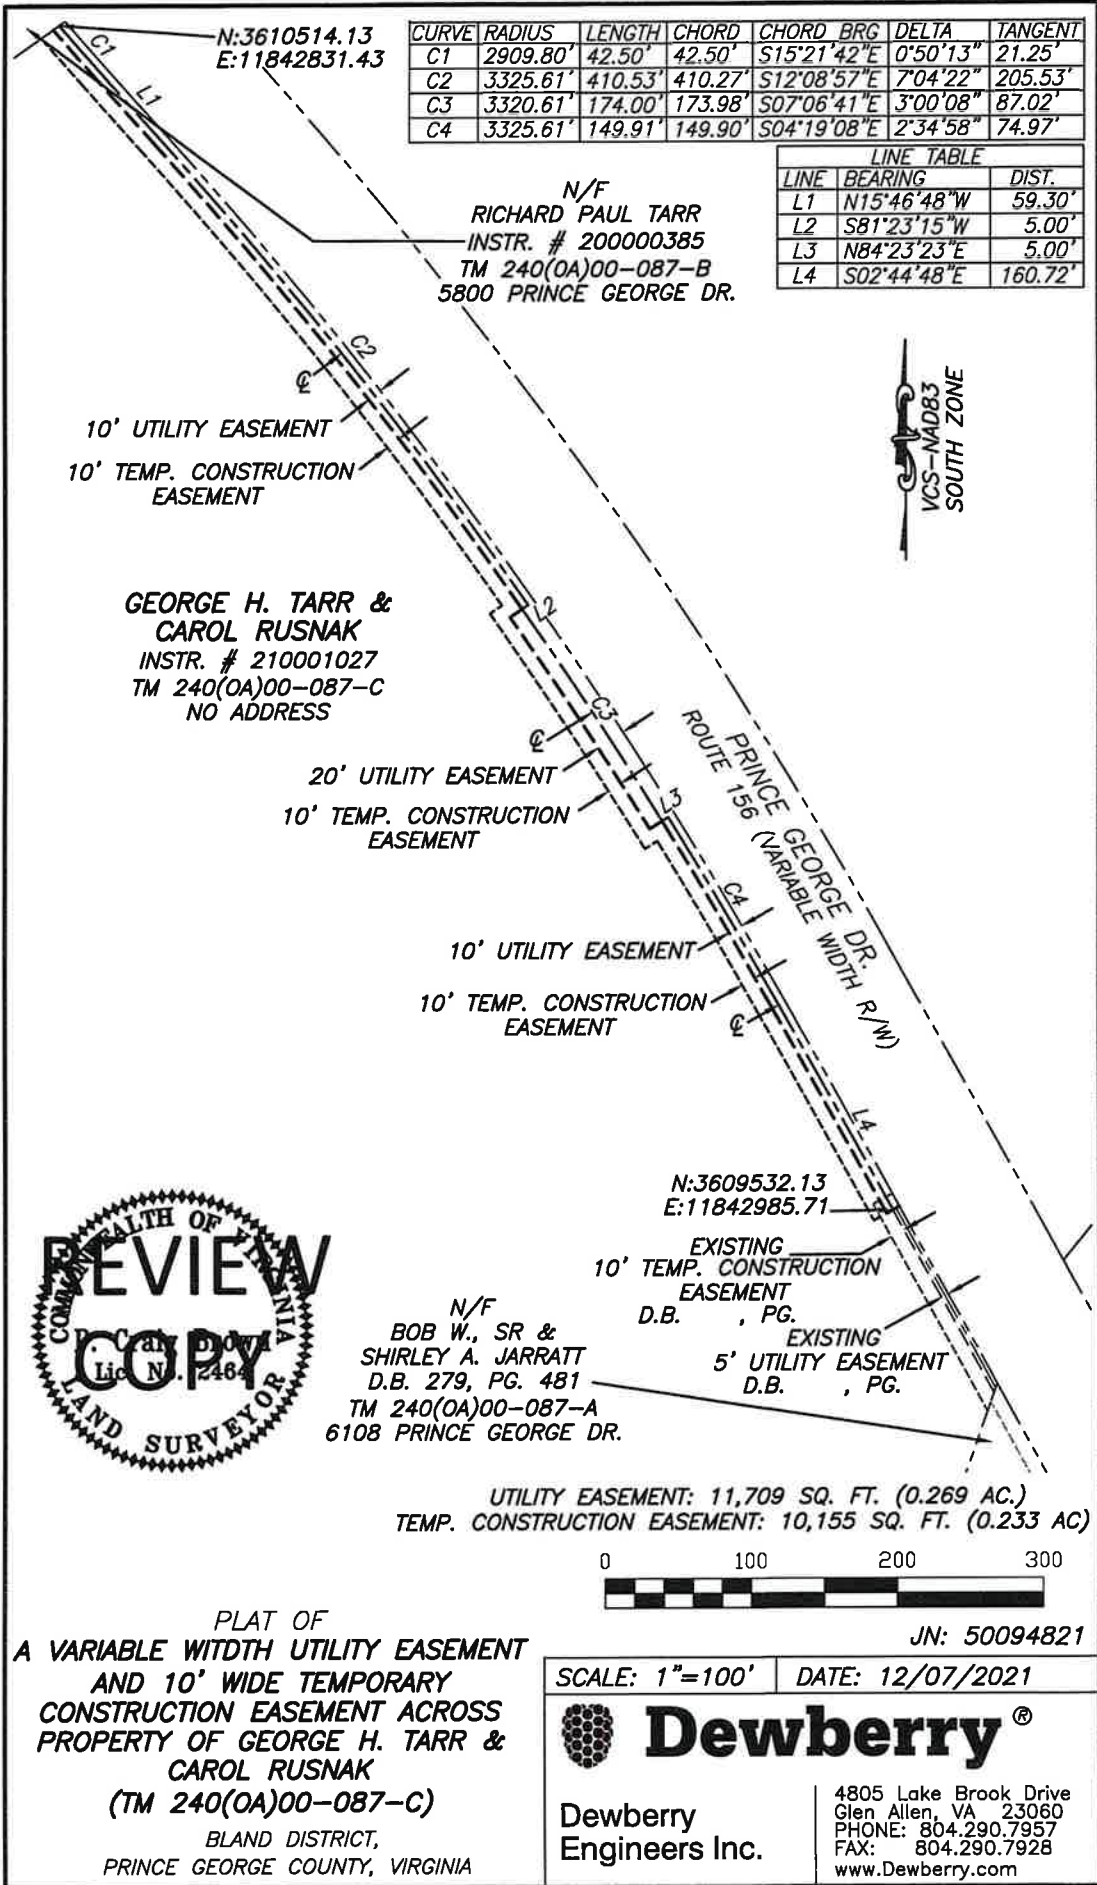 N:3610514.13
E:11842831.43
CURVE RADIUS LENGTH CHORD CHORD BRG DELTA TANGENT
C1 2909.80' 42.50' 42.50' S15°21'42"E 0°50'13" 21.25'
C2 3325.61' 410.53' 410.27' S12°08'57"E 7°04'22" 205.53'
C3 3320.61' 174.00' 173.98' S07°06'41"E 3°00'08" 87.02'
C4 3325.61' 149.91' 149.90' S04°19'08"E 2°34'58" 74.97'
LINE TABLE
LINE BEARING DIST.
L1 N15°46'48"W 59.30'
L2 S81°23'15"W 5.00'
L3 N84°23'23"E 5.00'
L4 S02°44'48"E 160.72'
C1
L1
N/F
RICHARD PAUL TARR
INSTR. # 200000385
TM 240(0A)00-087-B
5800 PRINCE GEORGE DR.
VCS-NAD83
SOUTH ZONE
C2
℄
10' UTILITY EASEMENT
10' TEMP. CONSTRUCTION
EASEMENT
GEORGE H. TARR &
CAROL RUSNAK
INSTR. # 210001027
TM 240(0A)00-087-C
NO ADDRESS
L2
C3
℄
20' UTILITY EASEMENT
10' TEMP. CONSTRUCTION
EASEMENT
L3
PRINCE GEORGE DR.
ROUTE 156 (VARIABLE WIDTH R/W)
C4
10' UTILITY EASEMENT
10' TEMP. CONSTRUCTION
EASEMENT
℄
L4
N:3609532.13
E:11842985.71
EXISTING
10' TEMP. CONSTRUCTION
EASEMENT
D.B. , PG.
EXISTING
5' UTILITY EASEMENT
D.B. , PG.
COMMONWEALTH OF VIRGINIA
REVIEW
COPY
D. Craig Brown
Lic. No. 2464
LAND SURVEYOR
N/F
BOB W., SR &
SHIRLEY A. JARRATT
D.B. 279, PG. 481
TM 240(0A)00-087-A
6108 PRINCE GEORGE DR.
UTILITY EASEMENT: 11,709 SQ. FT. (0.269 AC.)
TEMP. CONSTRUCTION EASEMENT: 10,155 SQ. FT. (0.233 AC)
0 100 200 300
PLAT OF
A VARIABLE WITDTH UTILITY EASEMENT
AND 10' WIDE TEMPORARY
CONSTRUCTION EASEMENT ACROSS
PROPERTY OF GEORGE H. TARR &
CAROL RUSNAK
(TM 240(0A)00-087-C)
BLAND DISTRICT,
PRINCE GEORGE COUNTY, VIRGINIA
JN: 50094821
SCALE: 1"=100' DATE: 12/07/2021
Dewberry®
Dewberry
Engineers Inc.
4805 Lake Brook Drive
Glen Allen, VA 23060
PHONE: 804.290.7957
FAX: 804.290.7928
www.Dewberry.com